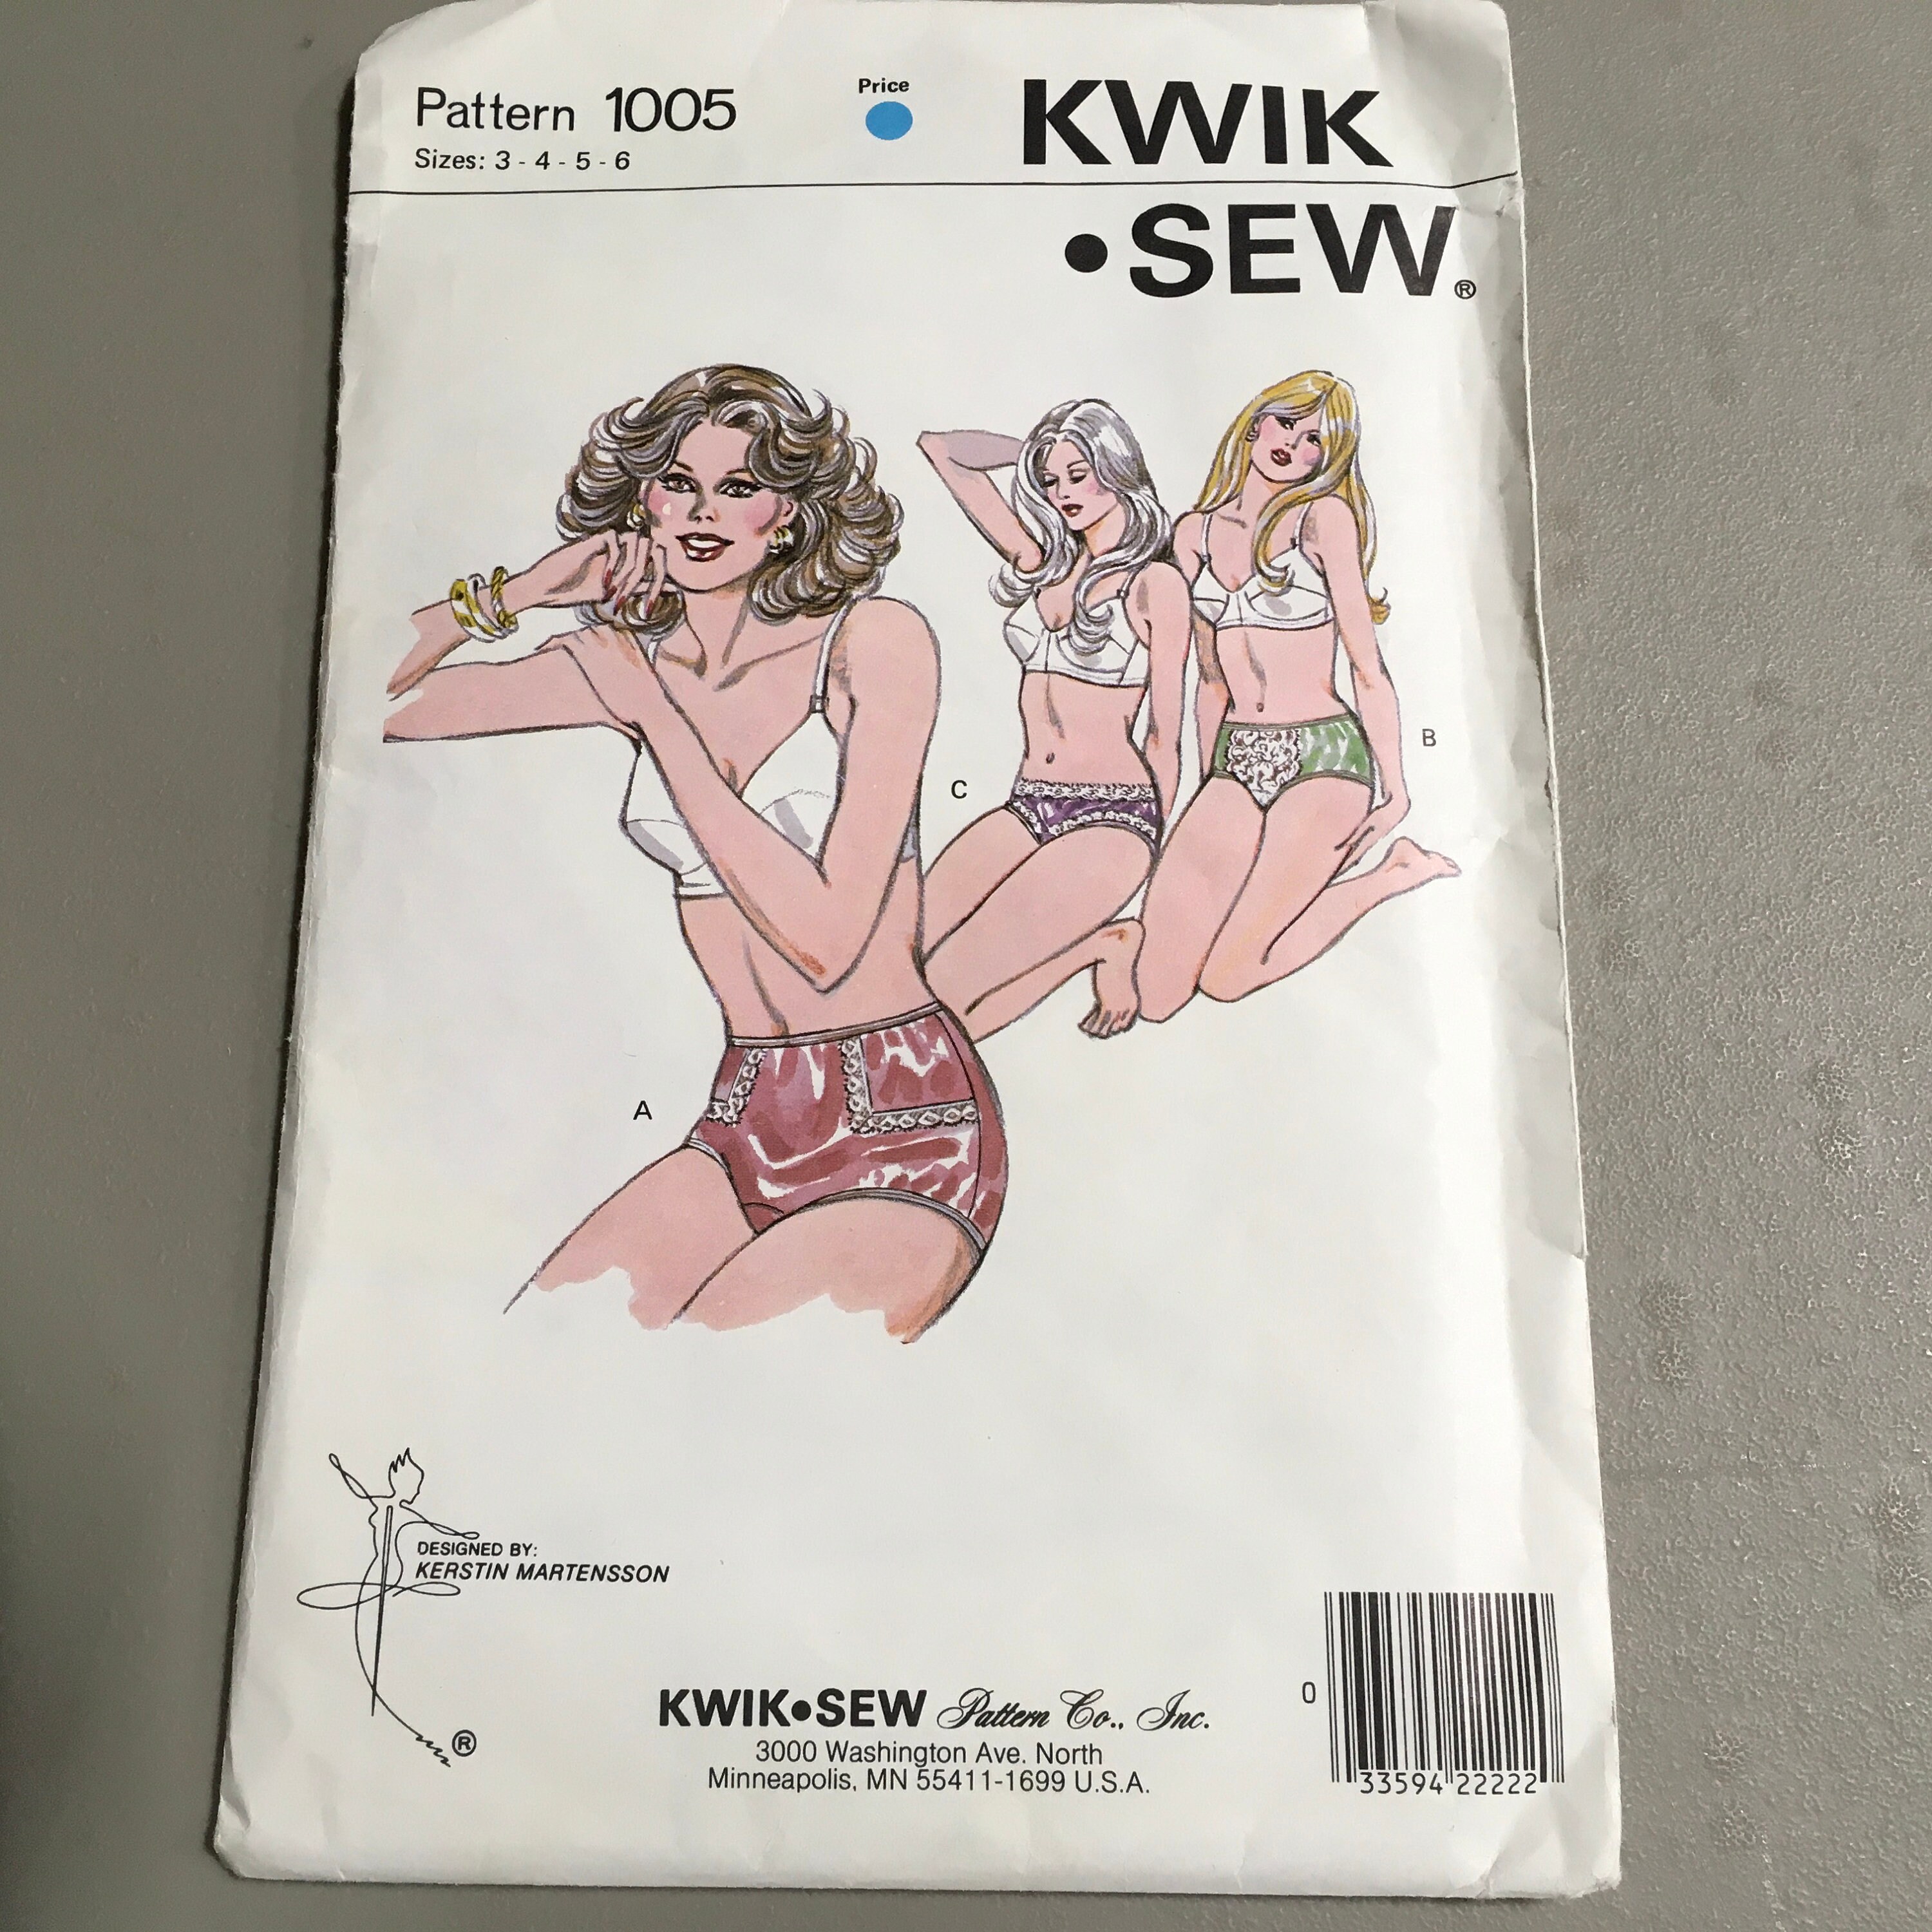 Pattern 1005
Sizes: 3 - 4 - 5 - 6
Price
KWIK
•SEW®
C
B
A
DESIGNED BY:
KERSTIN MARTENSSON
®
KWIK•SEW Pattern Co., Inc.
3000 Washington Ave. North
Minneapolis, MN 55411-1699 U.S.A.
0 33594 22222